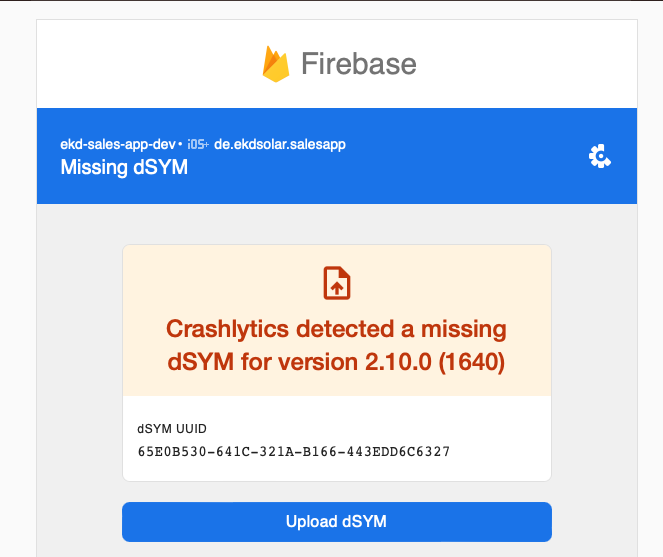 Firebase
ekd-sales-app-dev • iOS+ de.ekdsolar.salesapp
Missing dSYM
Crashlytics detected a missing
dSYM for version 2.10.0 (1640)
dSYM UUID
65E0B530-641C-321A-B166-443EDD6C6327
Upload dSYM